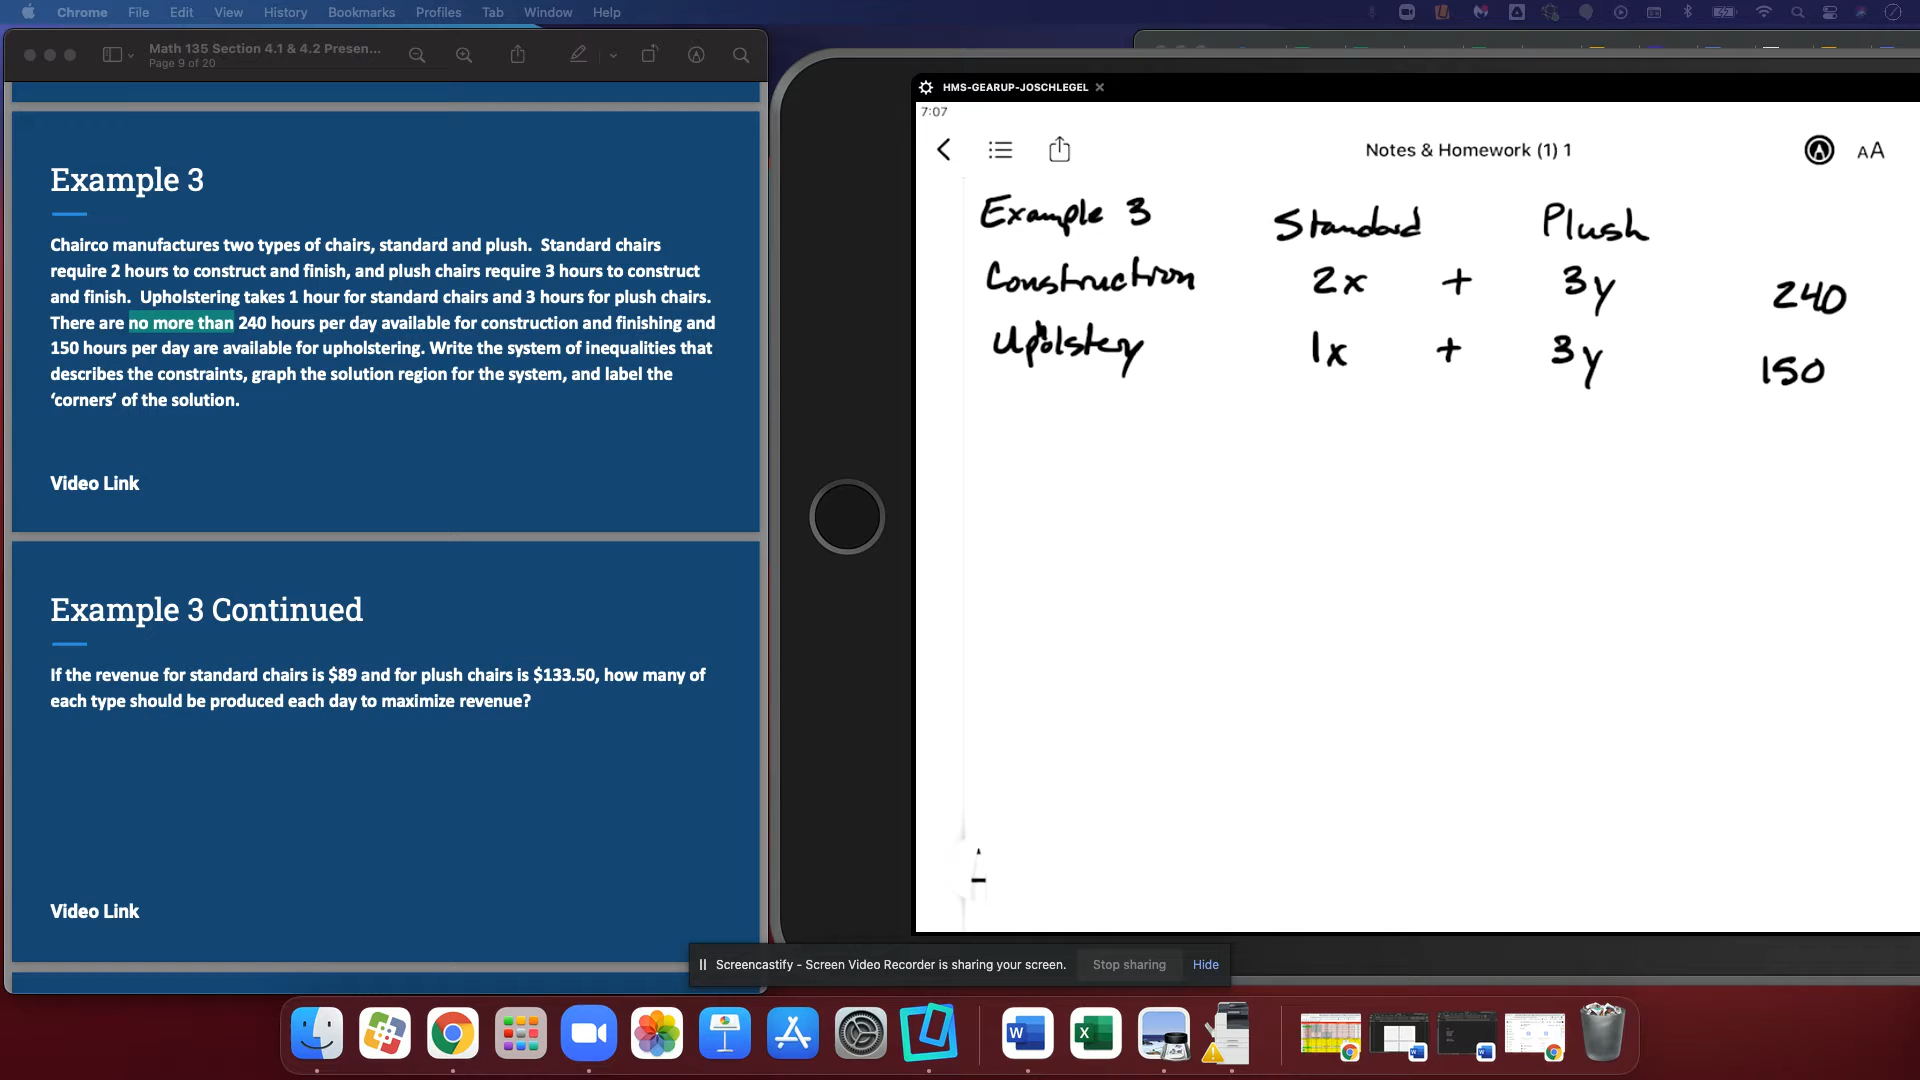 Chrome File Edit View History Bookmarks Profiles Tab Window Help
Math 135 Section 4.1 & 4.2 Presen...
Page 9 of 20
Example 3
Chairco manufactures two types of chairs, standard and plush. Standard chairs
require 2 hours to construct and finish, and plush chairs require 3 hours to construct
and finish. Upholstering takes 1 hour for standard chairs and 3 hours for plush chairs.
There are no more than 240 hours per day available for construction and finishing and
150 hours per day are available for upholstering. Write the system of inequalities that
describes the constraints, graph the solution region for the system, and label the
‘corners’ of the solution.
Video Link
Example 3 Continued
If the revenue for standard chairs is $89 and for plush chairs is $133.50, how many of
each type should be produced each day to maximize revenue?
Video Link
HMS-GEARUP-JOSCHLEGEL
7:07
Notes & Homework (1) 1
AA
Example 3 Standard Plush
Construction 2x + 3y 240
Upholstery 1x + 3y 150
Screencastify - Screen Video Recorder is sharing your screen. Stop sharing Hide
W X